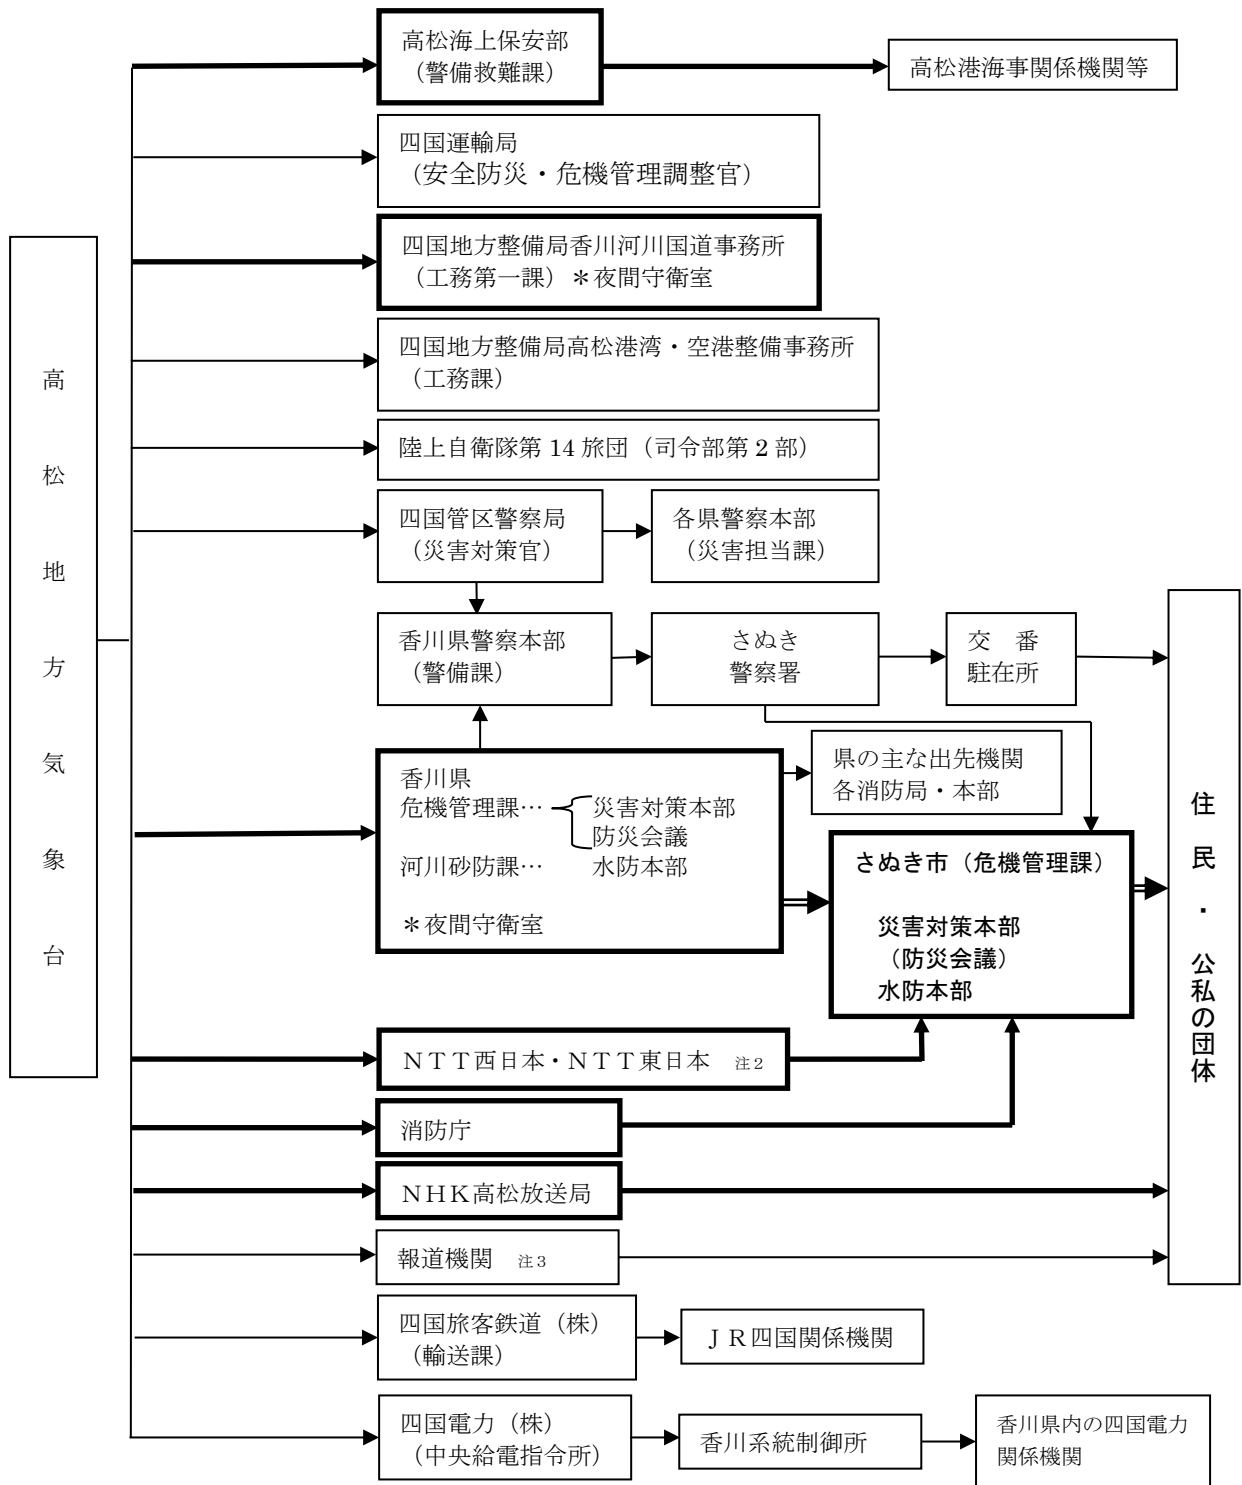 高松地方気象台
高松海上保安部
（警備救難課）
高松港海事関係機関等
四国運輸局
（安全防災・危機管理調整官）
四国地方整備局香川河川国道事務所
（工務第一課）＊夜間守衛室
四国地方整備局高松港湾・空港整備事務所
（工務課）
陸上自衛隊第 14 旅団（司令部第 2 部）
四国管区警察局
（災害対策官）
各県警察本部
（災害担当課）
香川県警察本部
（警備課）
さぬき
警察署
交　番
駐在所
香川県
危機管理課…
災害対策本部
防災会議
河川砂防課…　　水防本部
＊夜間守衛室
県の主な出先機関
各消防局・本部
さぬき市（危機管理課）
災害対策本部
（防災会議）
水防本部
住民・公私の団体
ＮＴＴ西日本・ＮＴＴ東日本　注２
消防庁
ＮＨＫ高松放送局
報道機関　注３
四国旅客鉄道（株）
（輸送課）
ＪＲ四国関係機関
四国電力（株）
（中央給電指令所）
香川系統制御所
香川県内の四国電力
関係機関